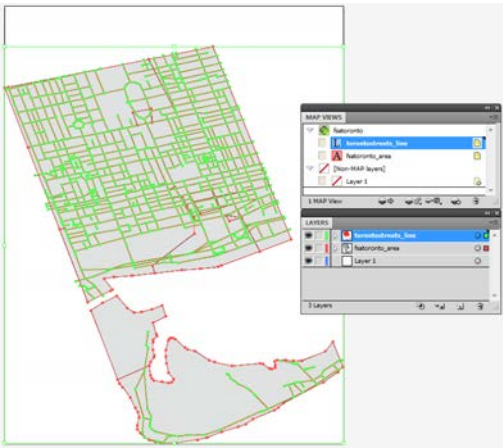 MAP VIEWS
fsatoronto
torontostreets_line
A fsatoronto_area
[Non-MAP layers]
Layer 1
1 MAP View
LAYERS
torontostreets_line
fsatoronto_area
Layer 1
3 Layers